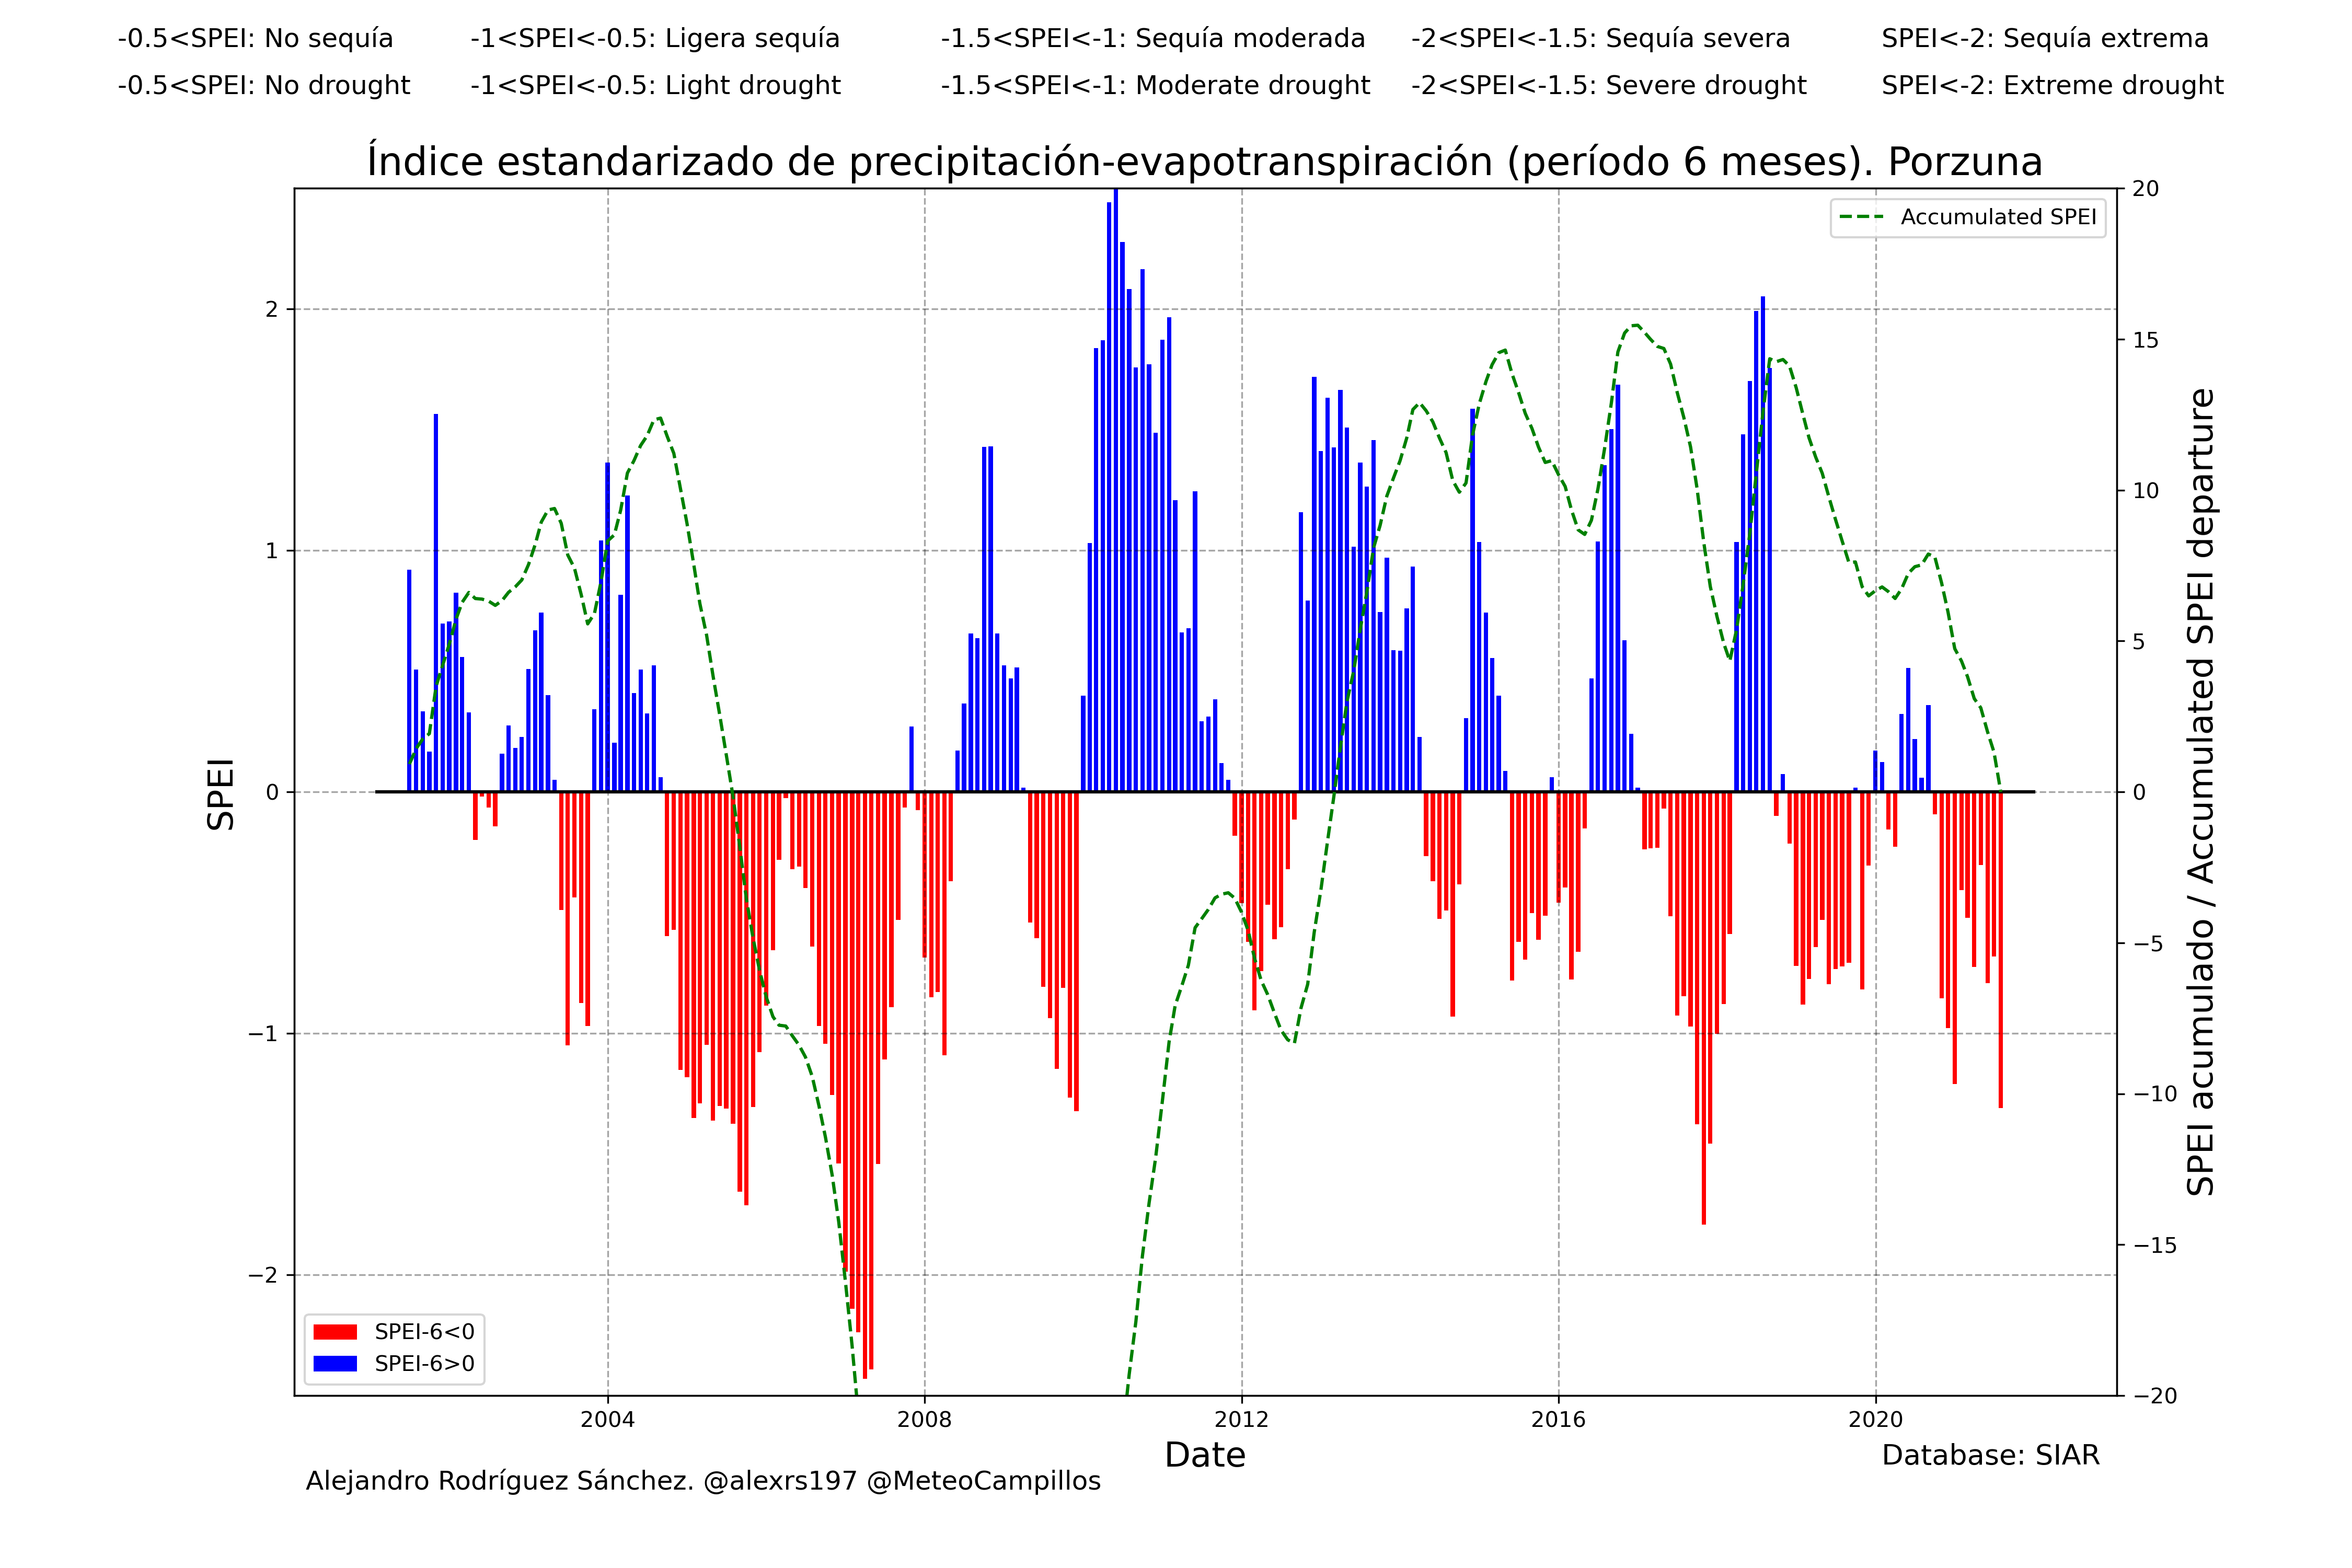 -0.5<SPEI: No sequía -1<SPEI<-0.5: Ligera sequía -1.5<SPEI<-1: Sequía moderada -2<SPEI<-1.5: Sequía severa SPEI<-2: Sequía extrema
-0.5<SPEI: No drought -1<SPEI<-0.5: Light drought -1.5<SPEI<-1: Moderate drought -2<SPEI<-1.5: Severe drought SPEI<-2: Extreme drought
Índice estandarizado de precipitación-evapotranspiración (período 6 meses). Porzuna
Accumulated SPEI
2
1
0
−1
−2
SPEI
20
15
10
5
0
−5
−10
−15
−20
SPEI acumulado / Accumulated SPEI departure
SPEI-6<0
SPEI-6>0
2004 2008 2012 2016 2020
Date
Database: SIAR
Alejandro Rodríguez Sánchez. @alexrs197 @MeteoCampillos